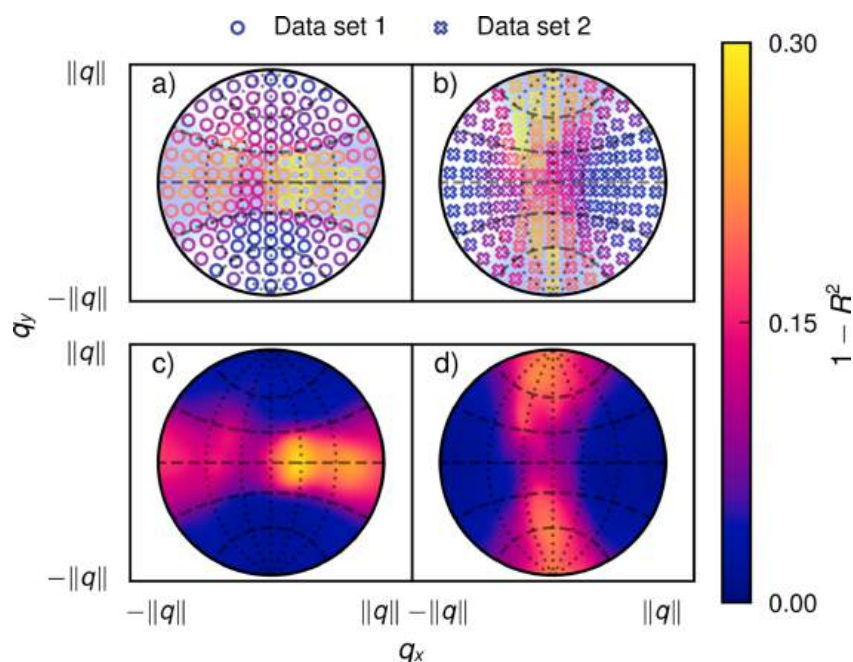 Data set 1 Data set 2
‖q‖ a) b) 0.30
−‖q‖
q_y 0.15 1 − R²
‖q‖ c) d)
−‖q‖ 0.00
−‖q‖ ‖q‖ −‖q‖ ‖q‖
q_x